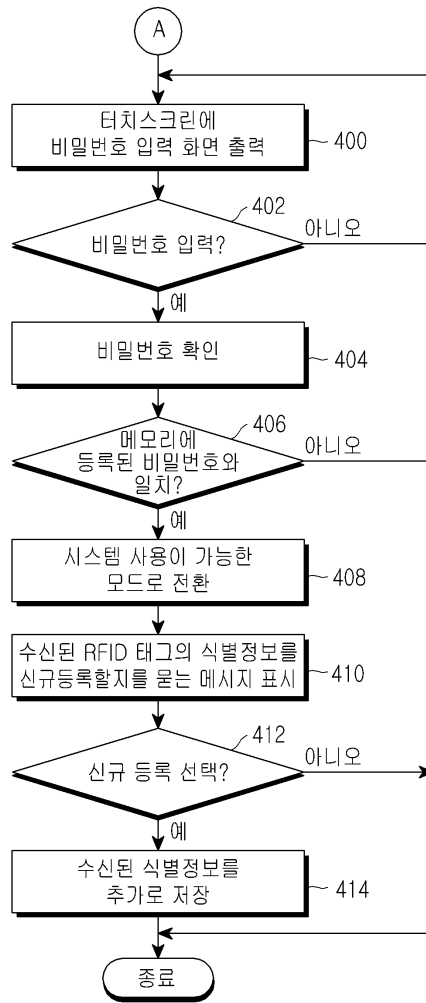 A
터치스크린에
비밀번호 입력 화면 출력
400
402
비밀번호 입력?
아니오
예
비밀번호 확인
404
406
메모리에
등록된 비밀번호와
일치?
아니오
예
시스템 사용이 가능한
모드로 전환
408
수신된 RFID 태그의 식별정보를
신규등록할지를 묻는 메시지 표시
410
412
신규 등록 선택?
아니오
예
수신된 식별정보를
추가로 저장
414
종료